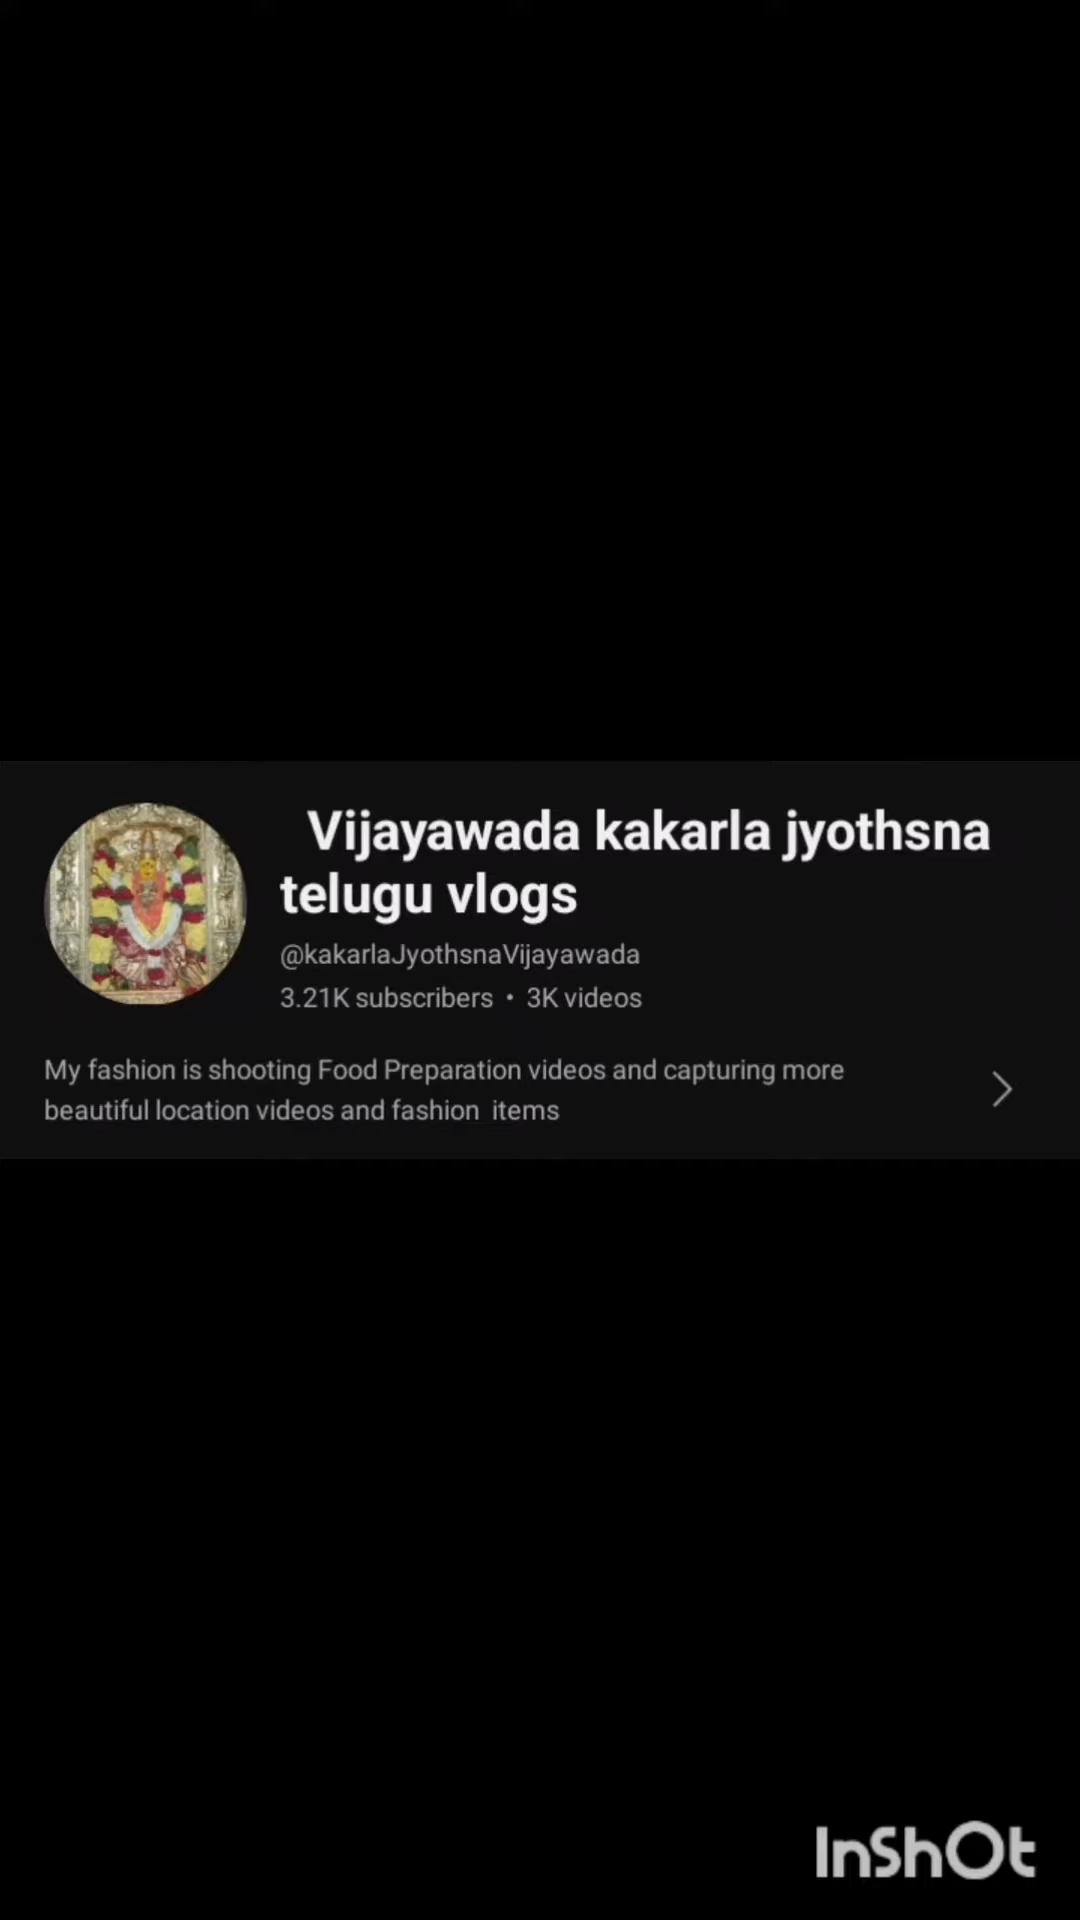 Vijayawada kakarla jyothsna
telugu vlogs
@kakarlaJyothsnaVijayawada
3.21K subscribers • 3K videos
My fashion is shooting Food Preparation videos and capturing more
beautiful location videos and fashion items
InShOt